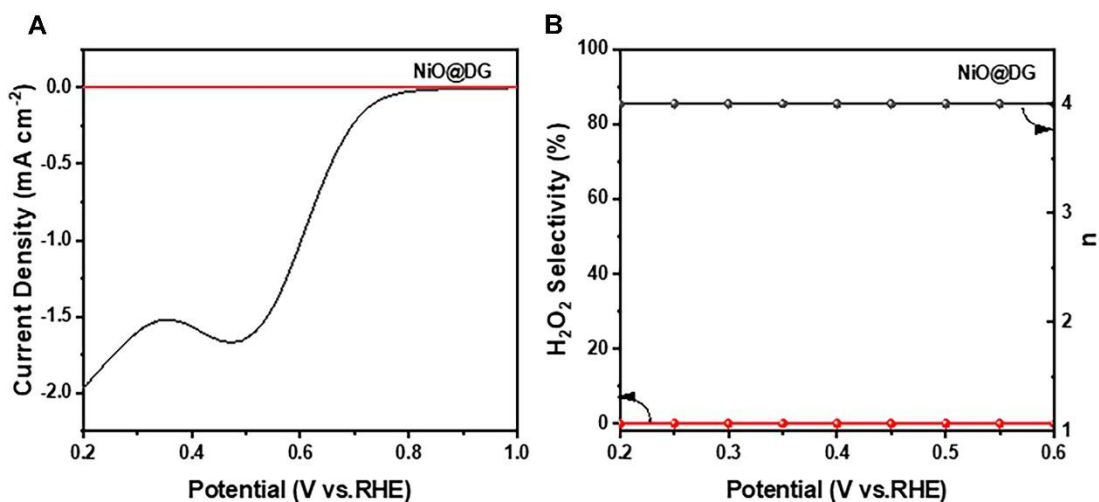 A
NiO@DG
0.0
-0.5
-1.0
-1.5
-2.0
Current Density (mA cm⁻²)
0.2 0.4 0.6 0.8 1.0
Potential (V vs.RHE)
B
NiO@DG
100
80
60
40
20
0
H₂O₂ Selectivity (%)
4
3
2
1
n
0.2 0.3 0.4 0.5 0.6
Potential (V vs.RHE)